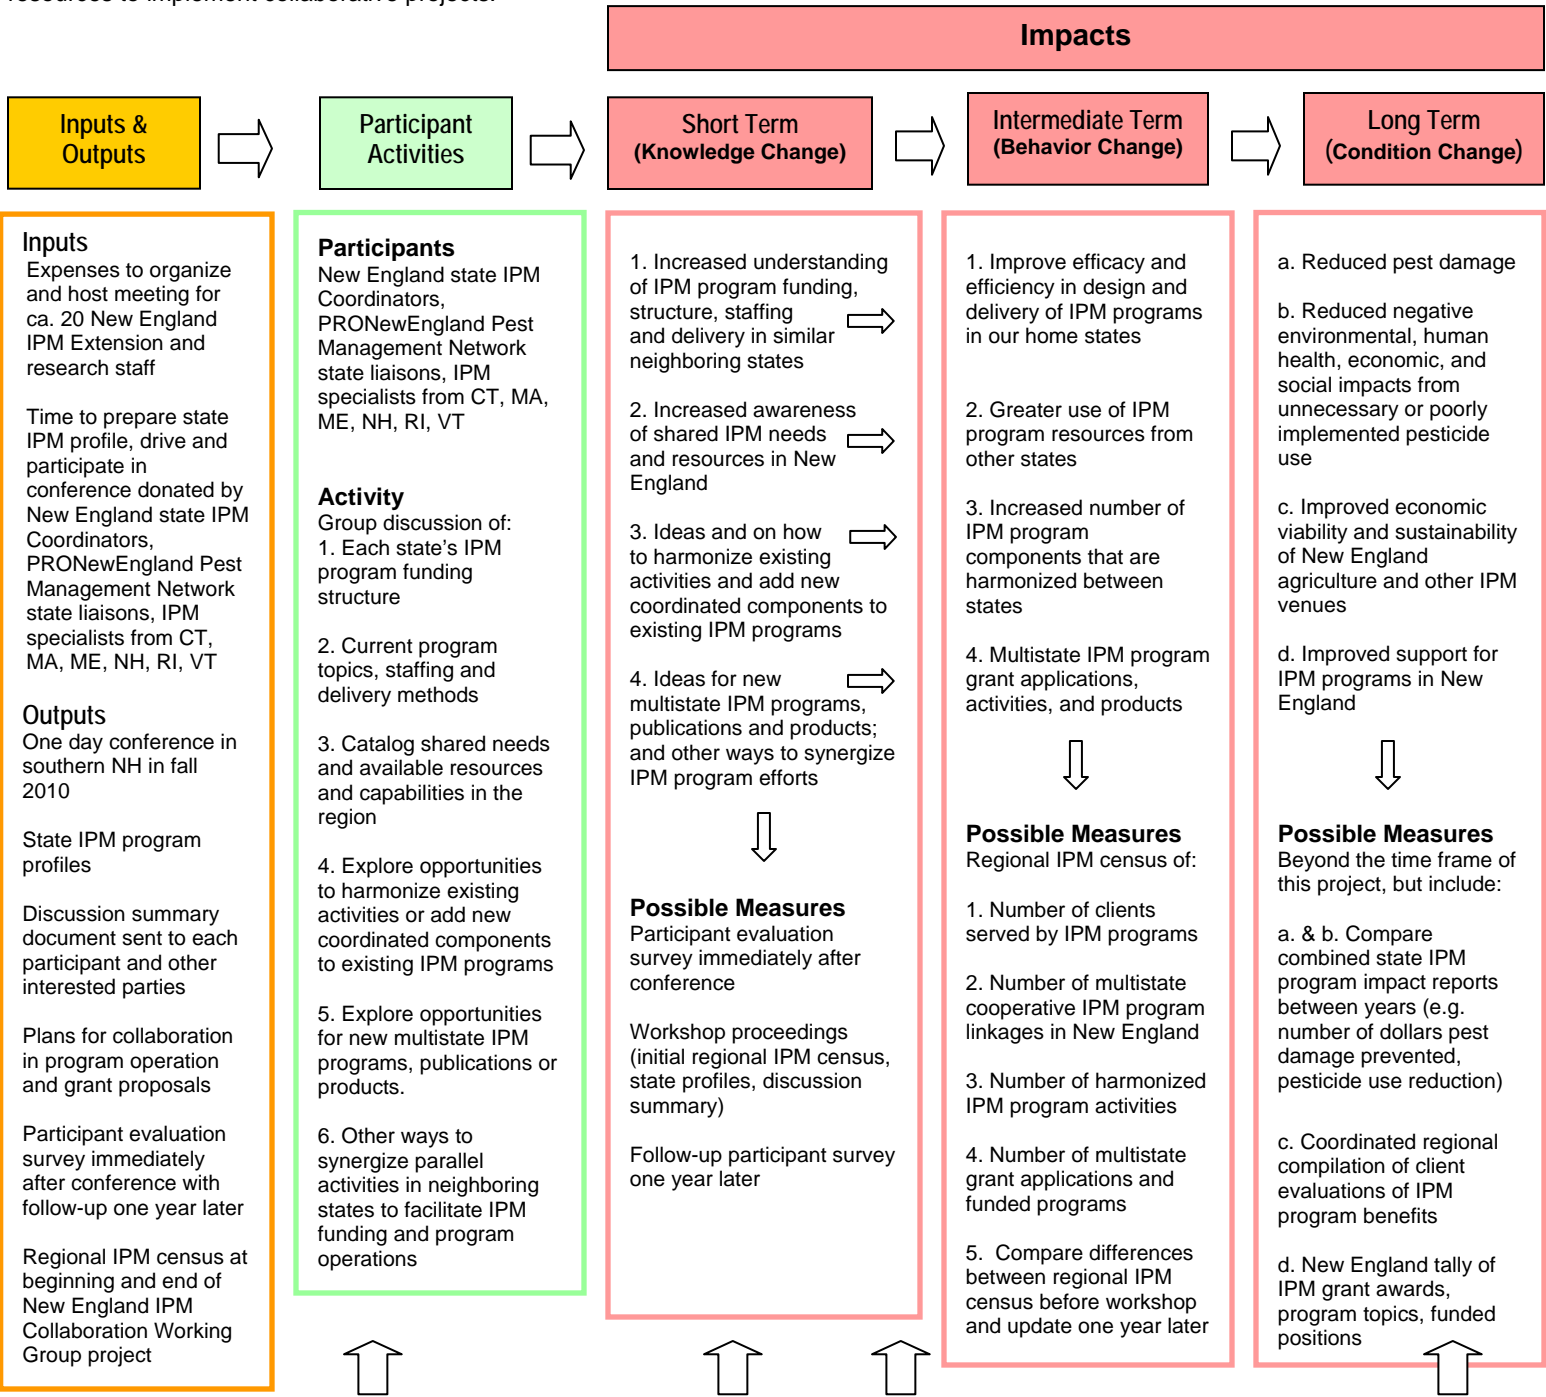 resources to implement collaborative projects.
Impacts
Inputs &
Outputs
Participant
Activities
Short Term
(Knowledge Change)
Intermediate Term
(Behavior Change)
Long Term
(Condition Change)
Inputs
Expenses to organize
and host meeting for
ca. 20 New England
IPM Extension and
research staff
Time to prepare state
IPM profile, drive and
participate in
conference donated by
New England state IPM
Coordinators,
PRONewEngland Pest
Management Network
state liaisons, IPM
specialists from CT,
MA, ME, NH, RI, VT
Outputs
One day conference in
southern NH in fall
2010
State IPM program
profiles
Discussion summary
document sent to each
participant and other
interested parties
Plans for collaboration
in program operation
and grant proposals
Participant evaluation
survey immediately
after conference with
follow-up one year later
Regional IPM census at
beginning and end of
New England IPM
Collaboration Working
Group project
Participants
New England state IPM
Coordinators,
PRONewEngland Pest
Management Network
state liaisons, IPM
specialists from CT, MA,
ME, NH, RI, VT
Activity
Group discussion of:
1. Each state's IPM
program funding
structure
2. Current program
topics, staffing and
delivery methods
3. Catalog shared needs
and available resources
and capabilities in the
region
4. Explore opportunities
to harmonize existing
activities or add new
coordinated components
to existing IPM programs
5. Explore opportunities
for new multistate IPM
programs, publications or
products.
6. Other ways to
synergize parallel
activities in neighboring
states to facilitate IPM
funding and program
operations
1. Increased understanding
of IPM program funding,
structure, staffing
and delivery in similar
neighboring states
2. Increased awareness
of shared IPM needs
and resources in New
England
3. Ideas and on how
to harmonize existing
activities and add new
coordinated components to
existing IPM programs
4. Ideas for new
multistate IPM programs,
publications and products;
and other ways to synergize
IPM program efforts
Possible Measures
Participant evaluation
survey immediately after
conference
Workshop proceedings
(initial regional IPM census,
state profiles, discussion
summary)
Follow-up participant survey
one year later
1. Improve efficacy and
efficiency in design and
delivery of IPM programs
in our home states
2. Greater use of IPM
program resources from
other states
3. Increased number of
IPM program
components that are
harmonized between
states
4. Multistate IPM program
grant applications,
activities, and products
Possible Measures
Regional IPM census of:
1. Number of clients
served by IPM programs
2. Number of multistate
cooperative IPM program
linkages in New England
3. Number of harmonized
IPM program activities
4. Number of multistate
grant applications and
funded programs
5. Compare differences
between regional IPM
census before workshop
and update one year later
a. Reduced pest damage
b. Reduced negative
environmental, human
health, economic, and
social impacts from
unnecessary or poorly
implemented pesticide
use
c. Improved economic
viability and sustainability
of New England
agriculture and other IPM
venues
d. Improved support for
IPM programs in New
England
Possible Measures
Beyond the time frame of
this project, but include:
a. & b. Compare
combined state IPM
program impact reports
between years (e.g.
number of dollars pest
damage prevented,
pesticide use reduction)
c. Coordinated regional
compilation of client
evaluations of IPM
program benefits
d. New England tally of
IPM grant awards,
program topics, funded
positions